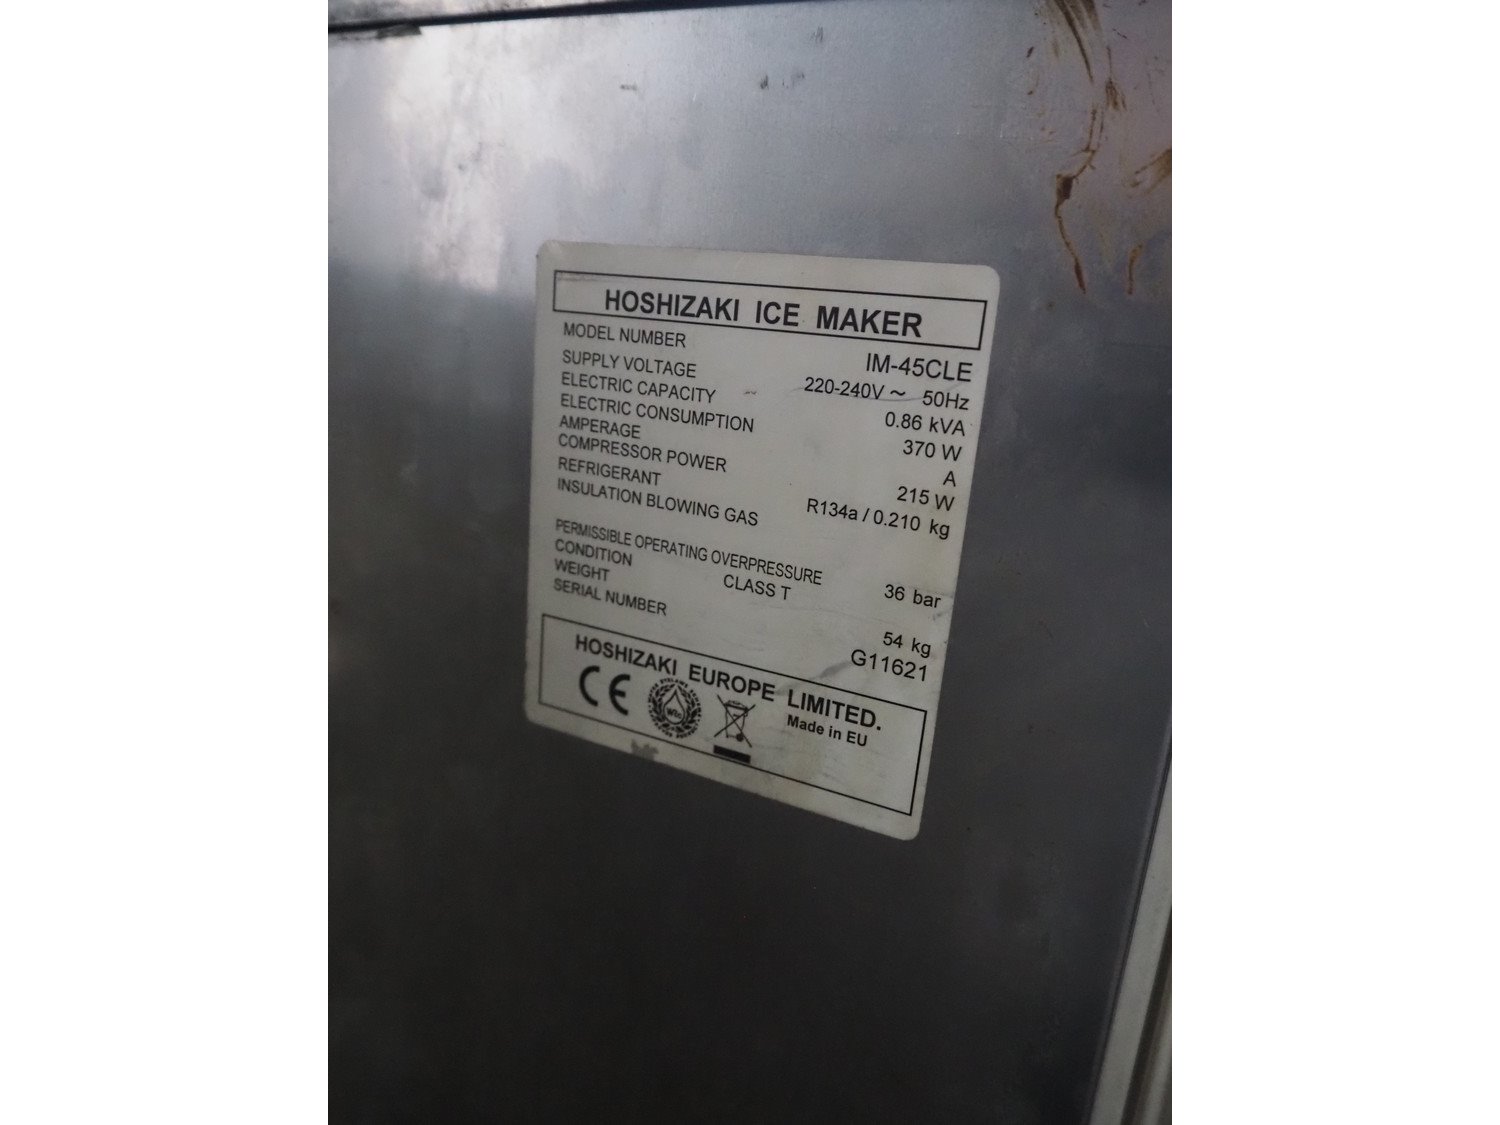 HOSHIZAKI ICE MAKER
MODEL NUMBER IM-45CLE
SUPPLY VOLTAGE 220-240V ~ 50Hz
ELECTRIC CAPACITY 0.86 kVA
ELECTRIC CONSUMPTION 370 W
AMPERAGE A
COMPRESSOR POWER 215 W
REFRIGERANT R134a / 0.210 kg
INSULATION BLOWING GAS
PERMISSIBLE OPERATING OVERPRESSURE 36 bar
CONDITION CLASS T
WEIGHT 54 kg
SERIAL NUMBER G11621
HOSHIZAKI EUROPE LIMITED.
CE
Made in EU